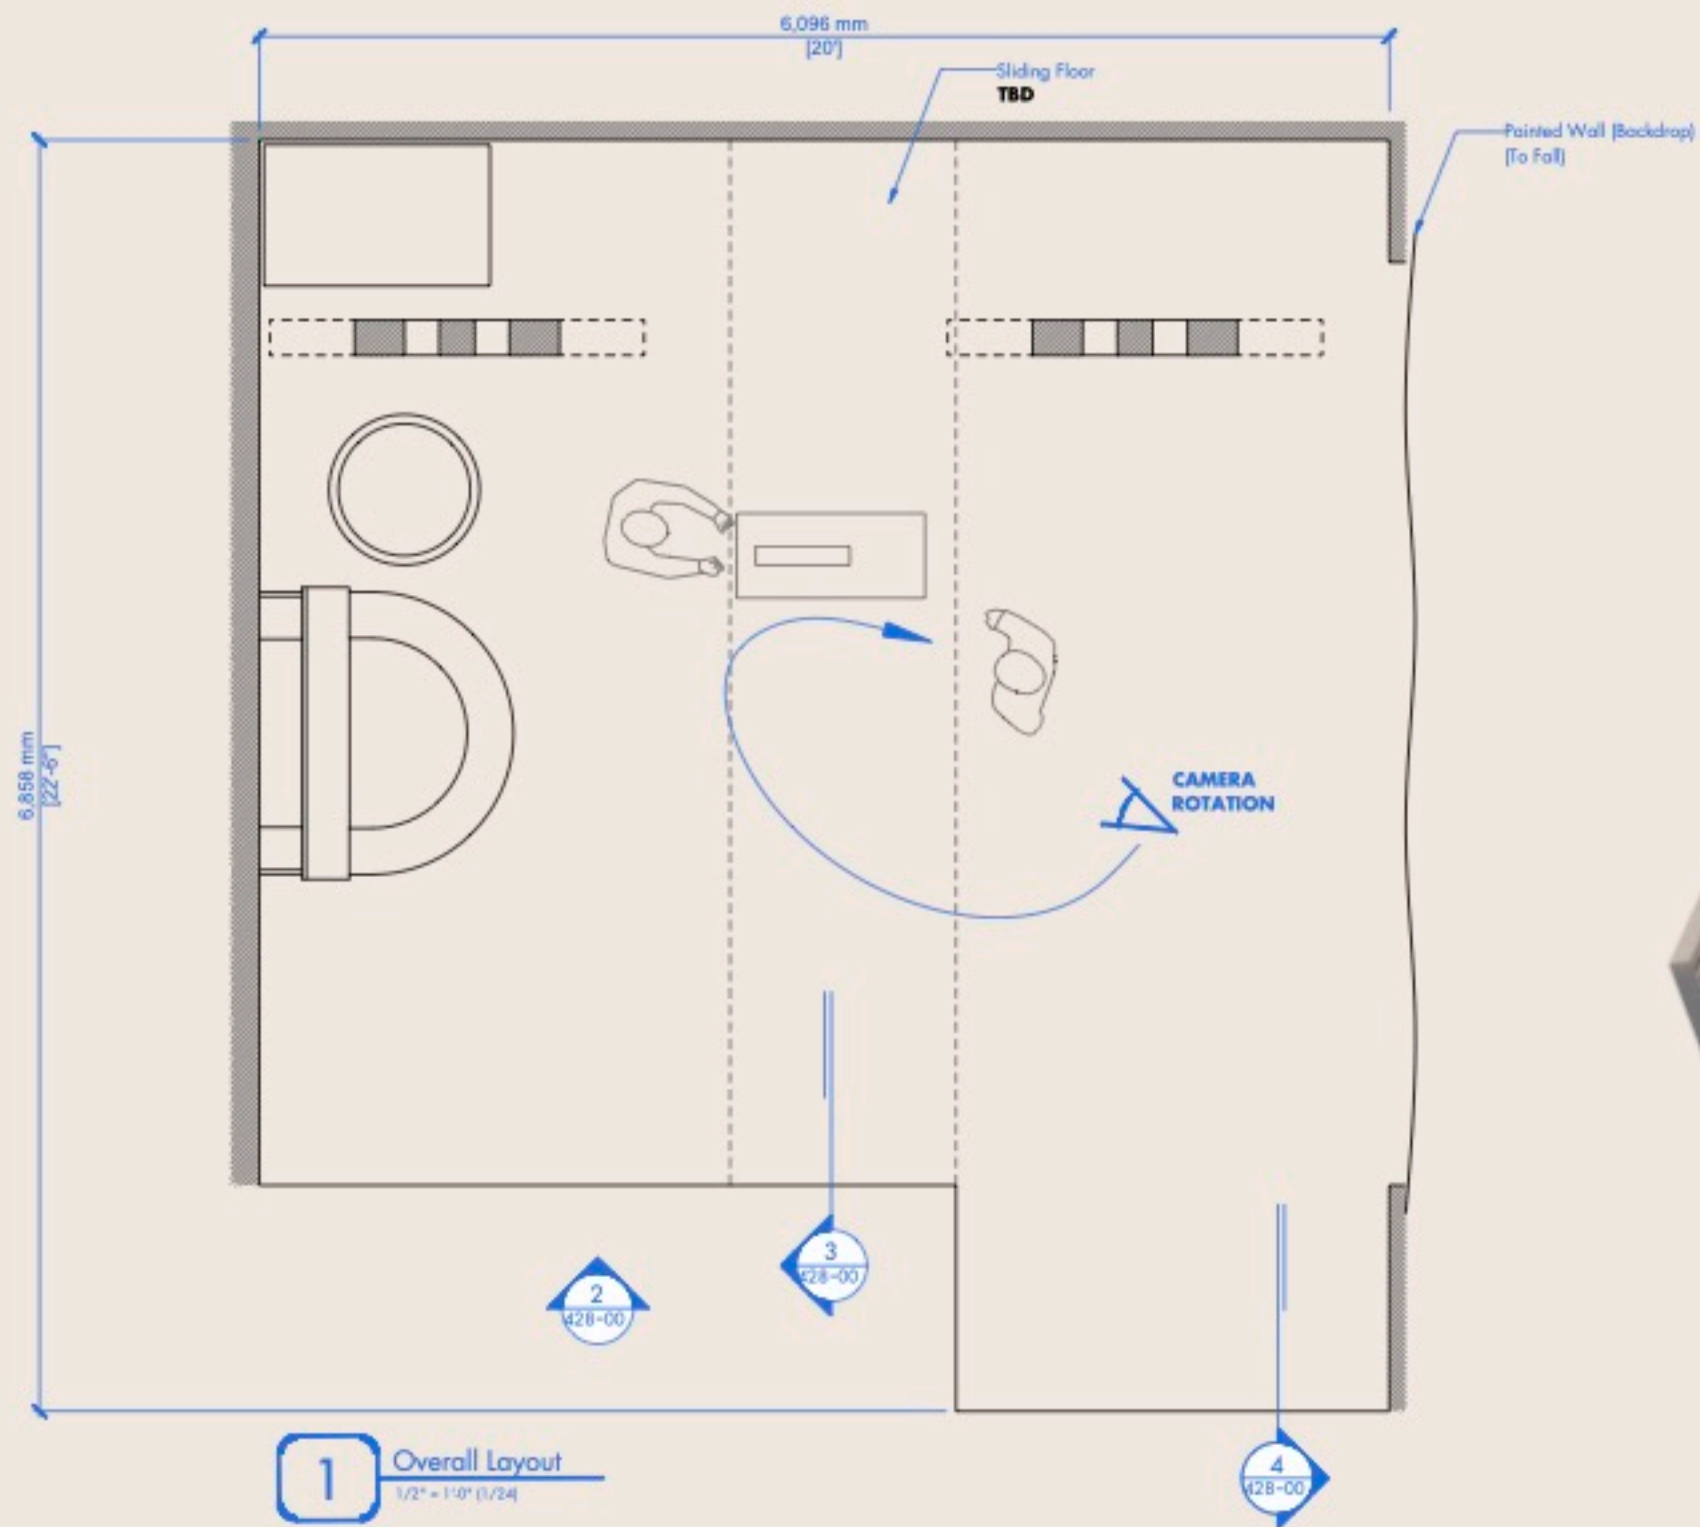 6,096 mm
[20']
Sliding Floor
TBD
Painted Wall (Backdrop)
(To Fall)
6,858 mm
[22'-6"]
CAMERA
ROTATION
3
428-00
2
428-00
4
428-00
1
Overall Layout
1/2" = 1'0" (1/24)